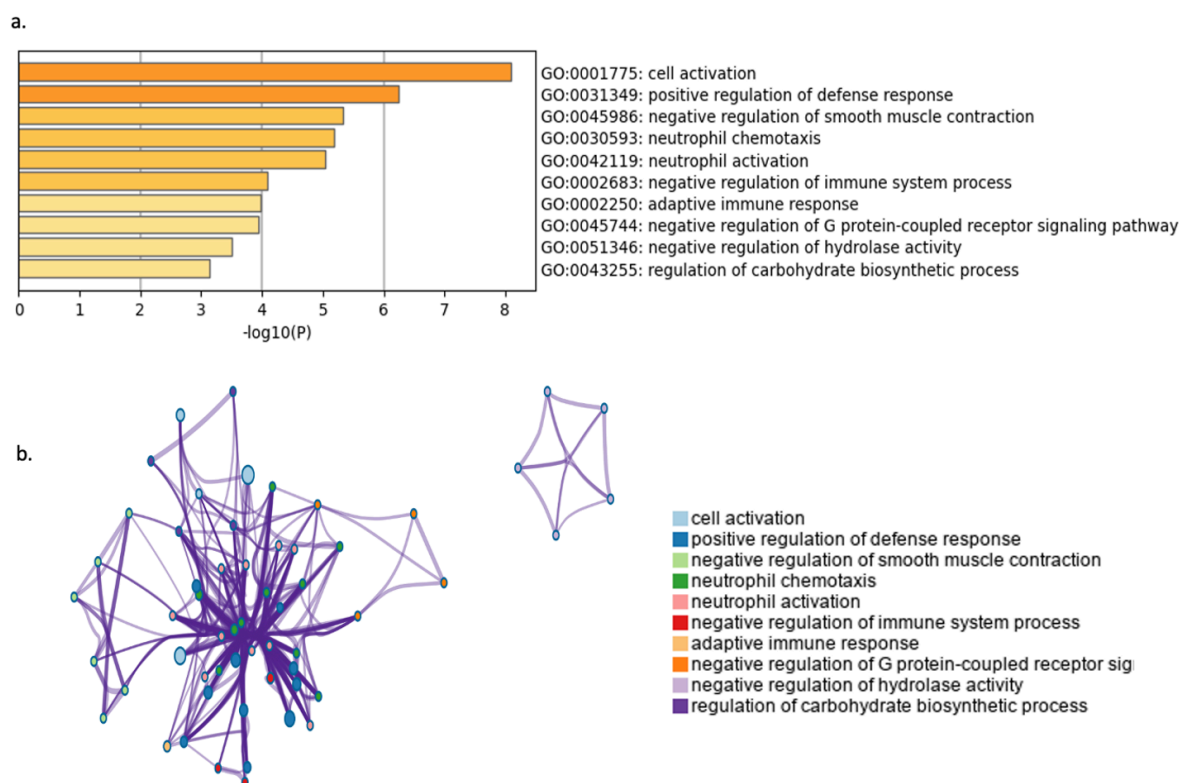 a.
GO:0001775: cell activation
GO:0031349: positive regulation of defense response
GO:0045986: negative regulation of smooth muscle contraction
GO:0030593: neutrophil chemotaxis
GO:0042119: neutrophil activation
GO:0002683: negative regulation of immune system process
GO:0002250: adaptive immune response
GO:0045744: negative regulation of G protein-coupled receptor signaling pathway
GO:0051346: negative regulation of hydrolase activity
GO:0043255: regulation of carbohydrate biosynthetic process
0 1 2 3 4 5 6 7 8
-log10(P)
b.
cell activation
positive regulation of defense response
negative regulation of smooth muscle contraction
neutrophil chemotaxis
neutrophil activation
negative regulation of immune system process
adaptive immune response
negative regulation of G protein-coupled receptor sig
negative regulation of hydrolase activity
regulation of carbohydrate biosynthetic process